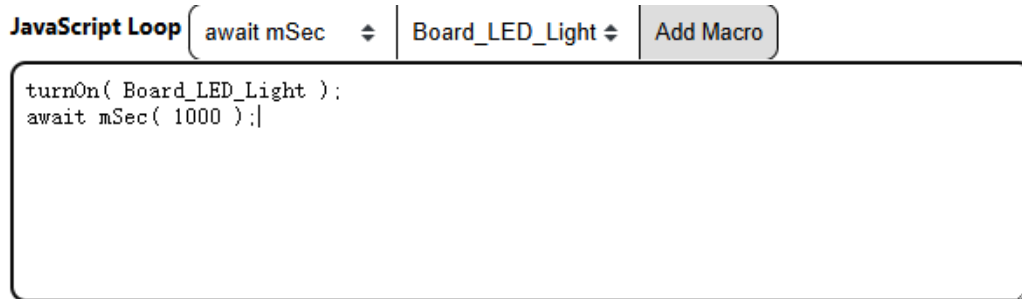 JavaScript Loop await mSec Board_LED_Light Add Macro
turnOn( Board_LED_Light );
await mSec( 1000 );